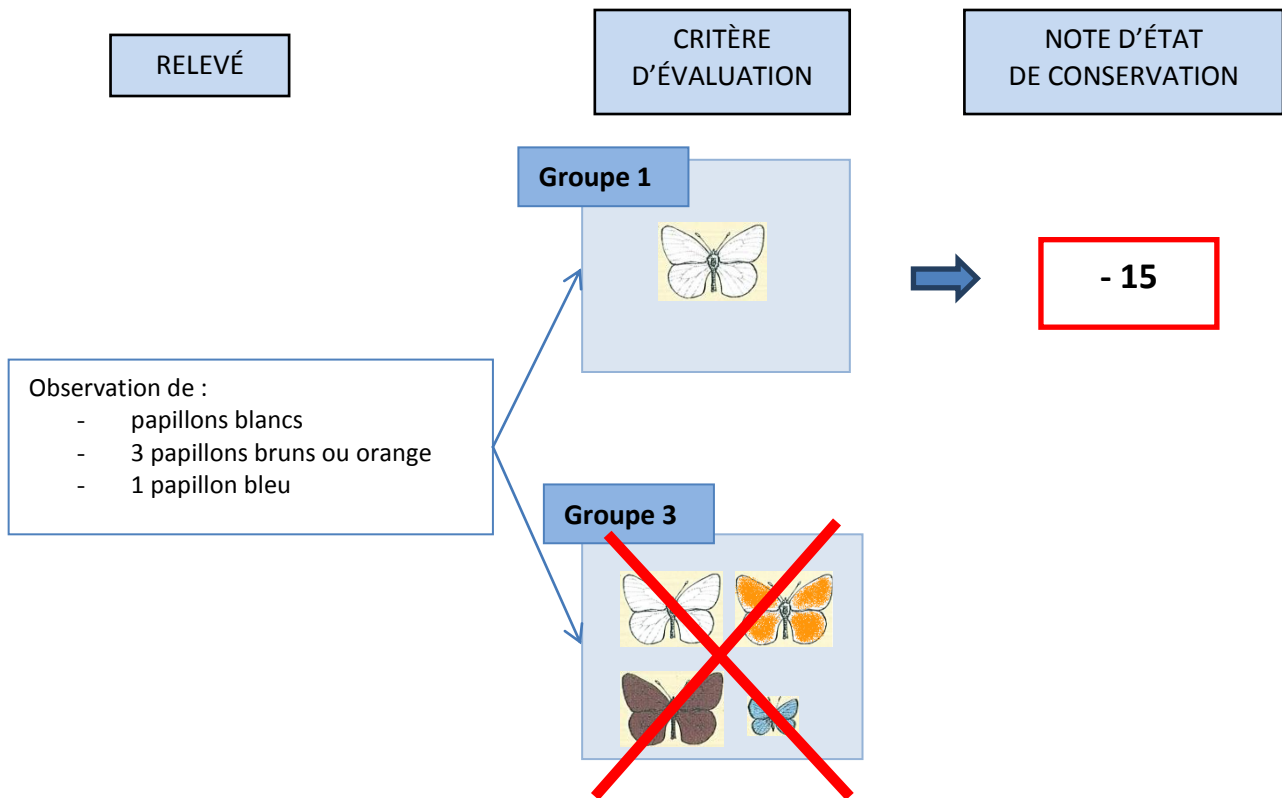 RELEVÉ
CRITÈRE
D’ÉVALUATION
NOTE D’ÉTAT
DE CONSERVATION
Groupe 1
- 15
Observation de :
- papillons blancs
- 3 papillons bruns ou orange
- 1 papillon bleu
Groupe 3